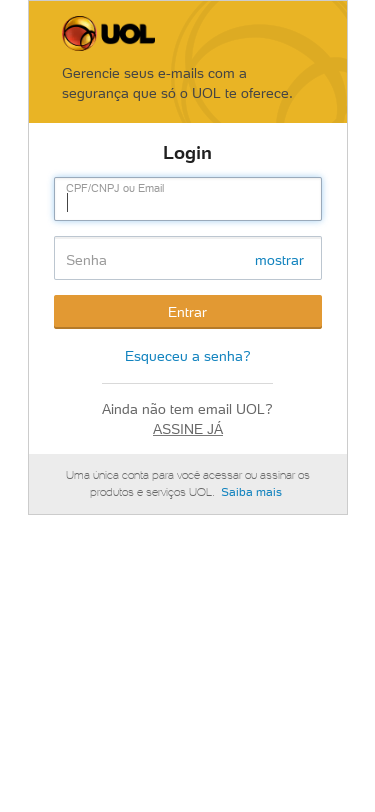 UOL
Gerencie seus e-mails com a
segurança que só o UOL te oferece.
Login
CPF/CNPJ ou Email
Senha
mostrar
Entrar
Esqueceu a senha?
Ainda não tem email UOL?
ASSINE JÁ
Uma única conta para você acessar ou assinar os
produtos e serviços UOL. Saiba mais